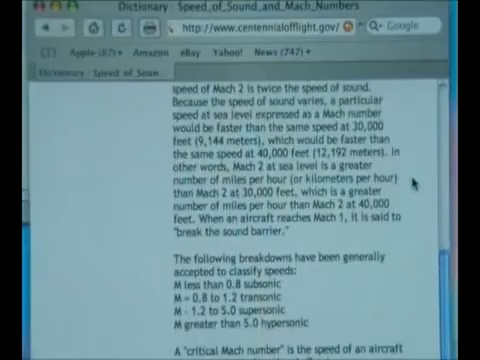 Dictionary : Speed_of_Sound_and_Mach_Numbers
http://www.centennialofflight.gov/
Google
Apple (87) Amazon eBay Yahoo! News (747)
Dictionary : Speed_of_Soun...
speed of Mach 2 is twice the speed of sound.
Because the speed of sound varies, a particular
speed at sea level expressed as a Mach number
would be faster than the same speed at 30,000
feet (9,144 meters), which would be faster than
the same speed at 40,000 feet (12,192 meters). In
other words, Mach 2 at sea level is a greater
number of miles per hour (or kilometers per hour)
than Mach 2 at 30,000 feet, which is a greater
number of miles per hour than Mach 2 at 40,000
feet. When an aircraft reaches Mach 1, it is said to
"break the sound barrier."
The following breakdowns have been generally
accepted to classify speeds:
M less than 0.8 subsonic
M = 0.8 to 1.2 transonic
M - 1.2 to 5.0 supersonic
M greater than 5.0 hypersonic
A "critical Mach number" is the speed of an aircraft